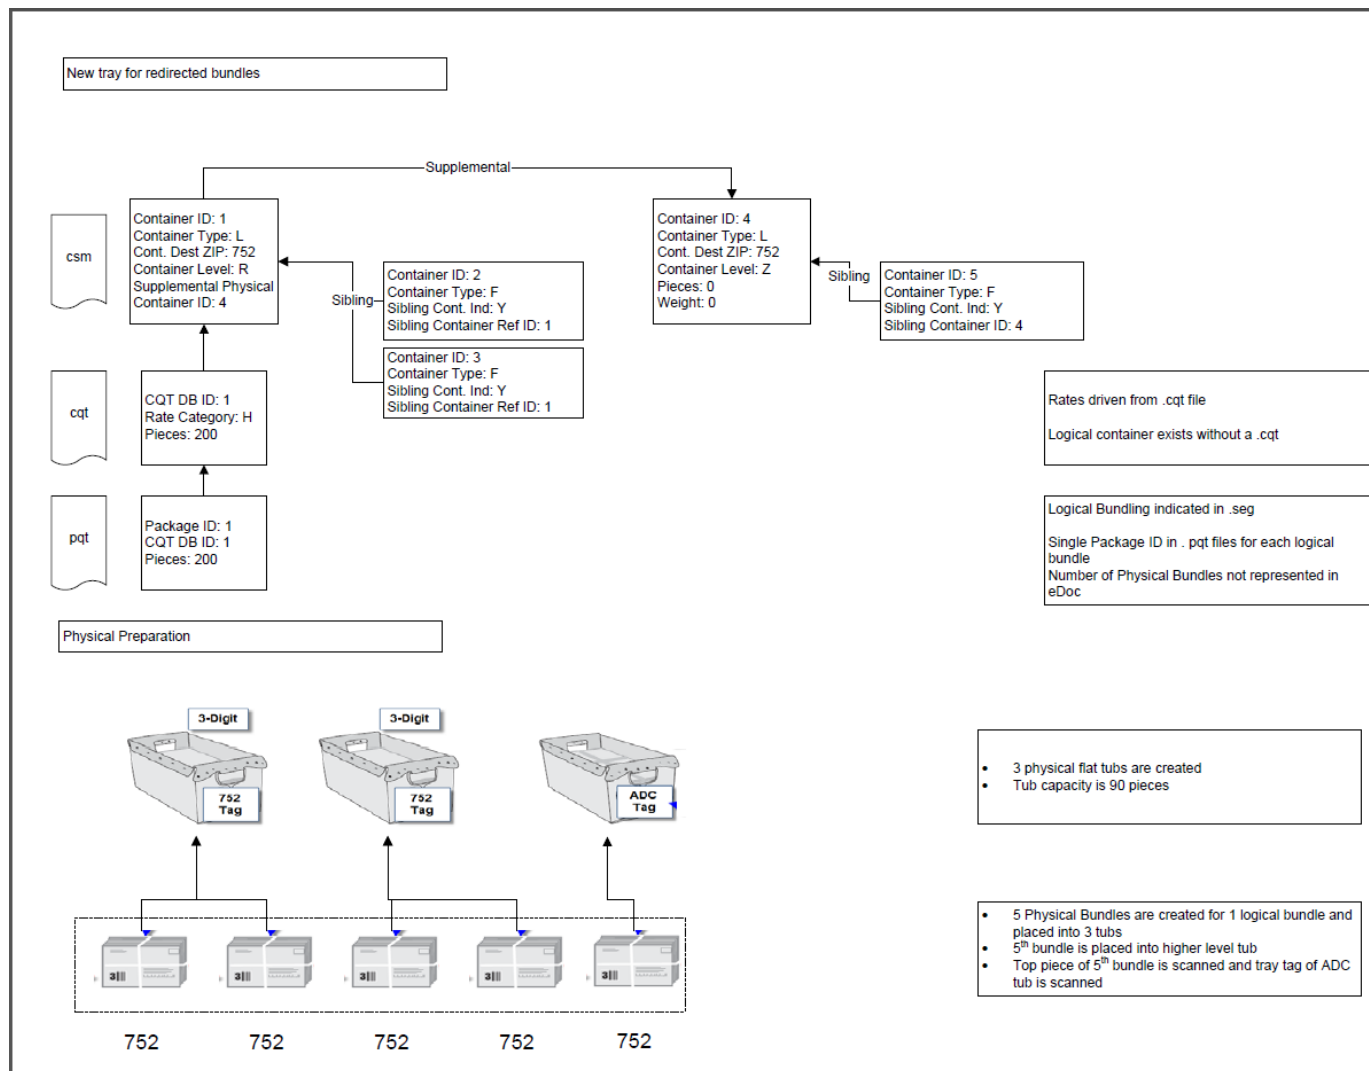 New tray for redirected bundles
Supplemental
csm
Container ID: 1
Container Type: L
Cont. Dest ZIP: 752
Container Level: R
Supplemental Physical
Container ID: 4
Sibling
Container ID: 2
Container Type: F
Sibling Cont. Ind: Y
Sibling Container Ref ID: 1
Container ID: 3
Container Type: F
Sibling Cont. Ind: Y
Sibling Container Ref ID: 1
Container ID: 4
Container Type: L
Cont. Dest ZIP: 752
Container Level: Z
Pieces: 0
Weight: 0
Sibling
Container ID: 5
Container Type: F
Sibling Cont. Ind: Y
Sibling Container ID: 4
cqt
CQT DB ID: 1
Rate Category: H
Pieces: 200
Rates driven from .cqt file
Logical container exists without a .cqt
pqt
Package ID: 1
CQT DB ID: 1
Pieces: 200
Logical Bundling indicated in .seg
Single Package ID in . pqt files for each logical
bundle
Number of Physical Bundles not represented in
eDoc
Physical Preparation
3-Digit
752
Tag
3-Digit
752
Tag
ADC
Tag
• 3 physical flat tubs are created
• Tub capacity is 90 pieces
• 5 Physical Bundles are created for 1 logical bundle and
placed into 3 tubs
• 5th bundle is placed into higher level tub
• Top piece of 5th bundle is scanned and tray tag of ADC
tub is scanned
3
3
3
3
3
752
752
752
752
752